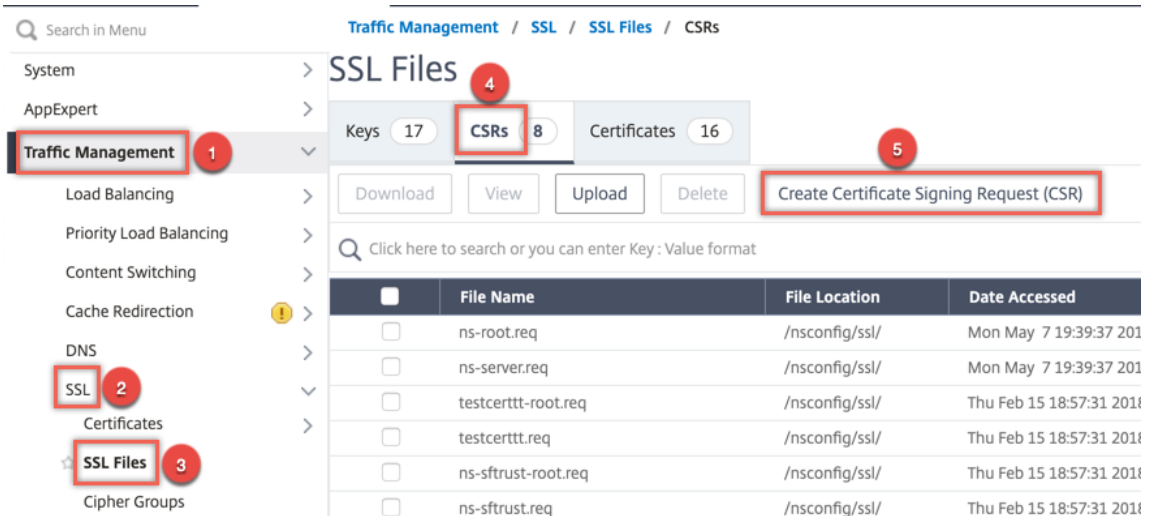 Search in Menu
System
AppExpert
Traffic Management 1
Load Balancing
Priority Load Balancing
Content Switching
Cache Redirection !
DNS
SSL 2
Certificates
SSL Files 3
Cipher Groups
Traffic Management / SSL / SSL Files / CSRs
SSL Files
4
Keys 17 CSRs 8 Certificates 16
5
Download View Upload Delete Create Certificate Signing Request (CSR)
Click here to search or you can enter Key : Value format
File Name File Location Date Accessed
ns-root.req /nsconfig/ssl/ Mon May 7 19:39:37 201
ns-server.req /nsconfig/ssl/ Mon May 7 19:39:37 201
testcerttt-root.req /nsconfig/ssl/ Thu Feb 15 18:57:31 2018
testcerttt.req /nsconfig/ssl/ Thu Feb 15 18:57:31 2018
ns-sftrust-root.req /nsconfig/ssl/ Thu Feb 15 18:57:31 2018
ns-sftrust.req /nsconfig/ssl/ Thu Feb 15 18:57:31 2018